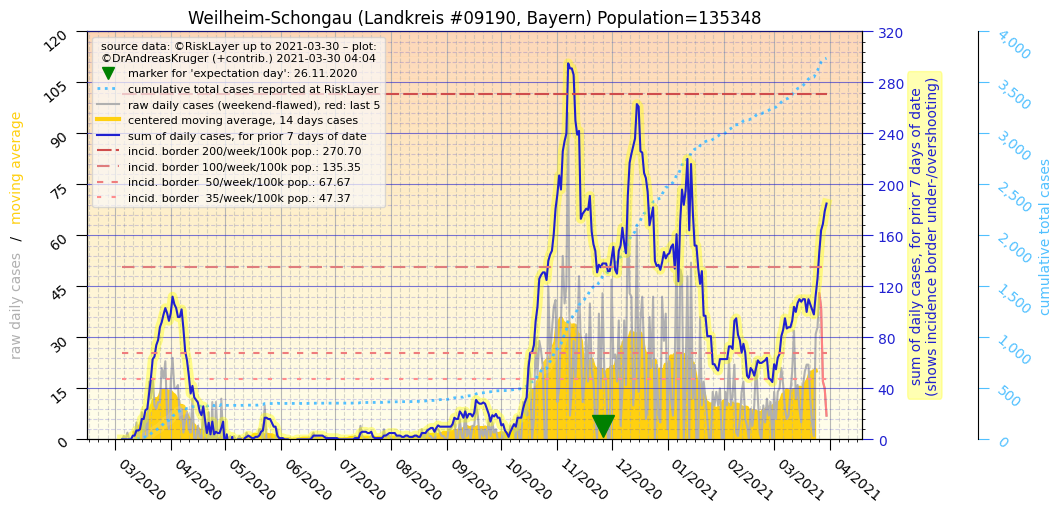 Weilheim-Schongau (Landkreis #09190, Bayern) Population=135348
source data: ©RiskLayer up to 2021-03-30 – plot:
©DrAndreasKruger (+contrib.) 2021-03-30 04:04
marker for 'expectation day': 26.11.2020
cumulative total cases reported at RiskLayer
raw daily cases (weekend-flawed), red: last 5
centered moving average, 14 days cases
sum of daily cases, for prior 7 days of date
incid. border 200/week/100k pop.: 270.70
incid. border 100/week/100k pop.: 135.35
incid. border  50/week/100k pop.: 67.67
incid. border  35/week/100k pop.: 47.37
raw daily cases / moving average
120
105
90
75
60
45
30
15
0
320
280
240
200
160
120
80
40
0
sum of daily cases, for prior 7 days of date
(shows incidence border under-/overshooting)
4,000
3,500
3,000
2,500
2,000
1,500
1,000
500
0
cumulative total cases
03/2020
04/2020
05/2020
06/2020
07/2020
08/2020
09/2020
10/2020
11/2020
12/2020
01/2021
02/2021
03/2021
04/2021